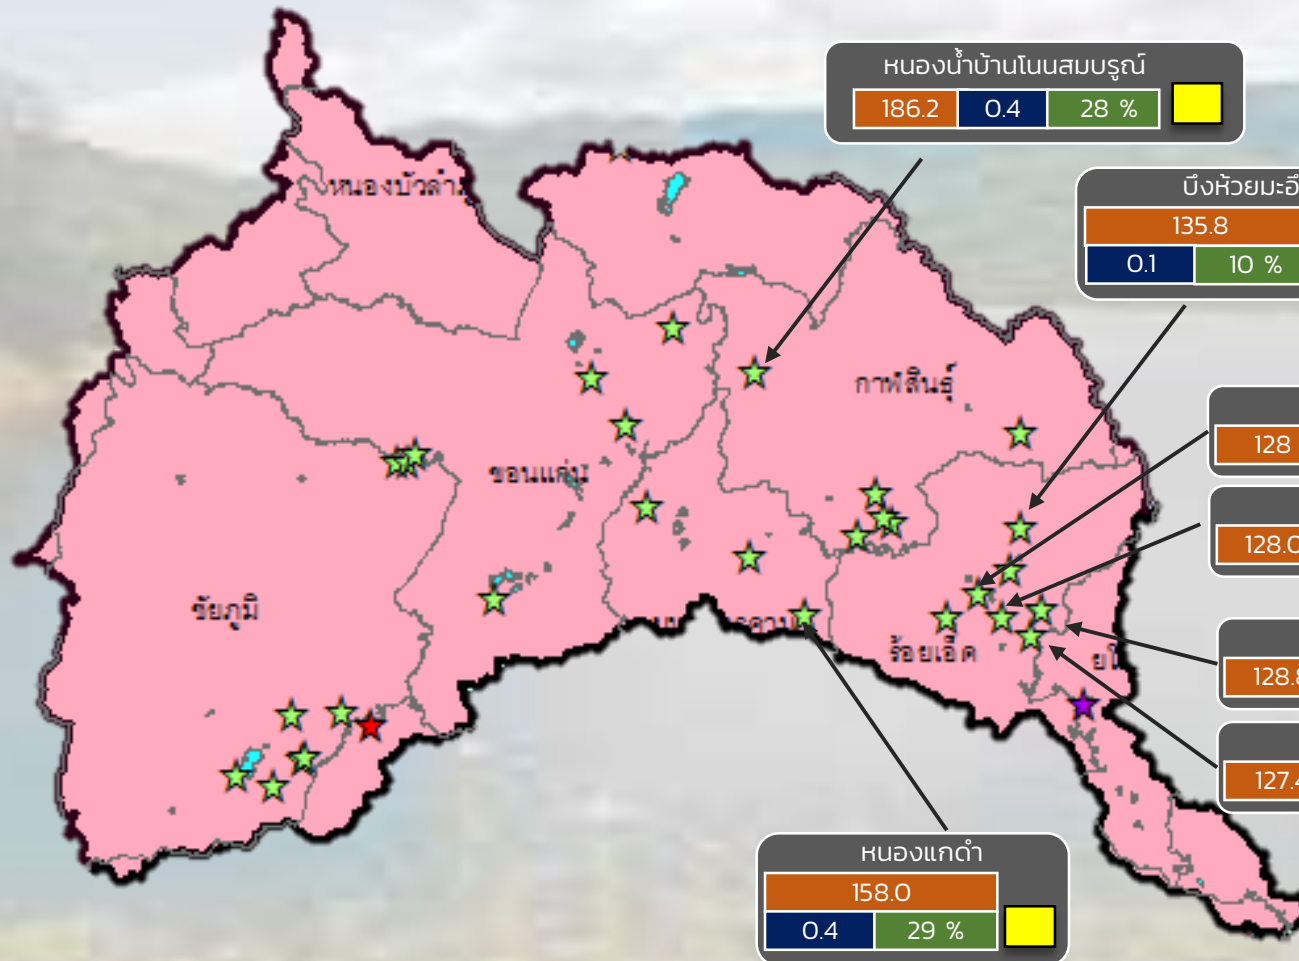 หนองน้ำบ้านโนนสมบรูณ์
186.2 0.4 28 %
หนองบัวลำภู
บึงห้วยมะอึ
135.8
0.1 10 %
กาฬสินธุ์
128
ขอนแก่น
128.0
ชัยภูมิ
ร้อยเอ็ด
128.8
127.4
หนองแกดำ
158.0
0.4 29 %